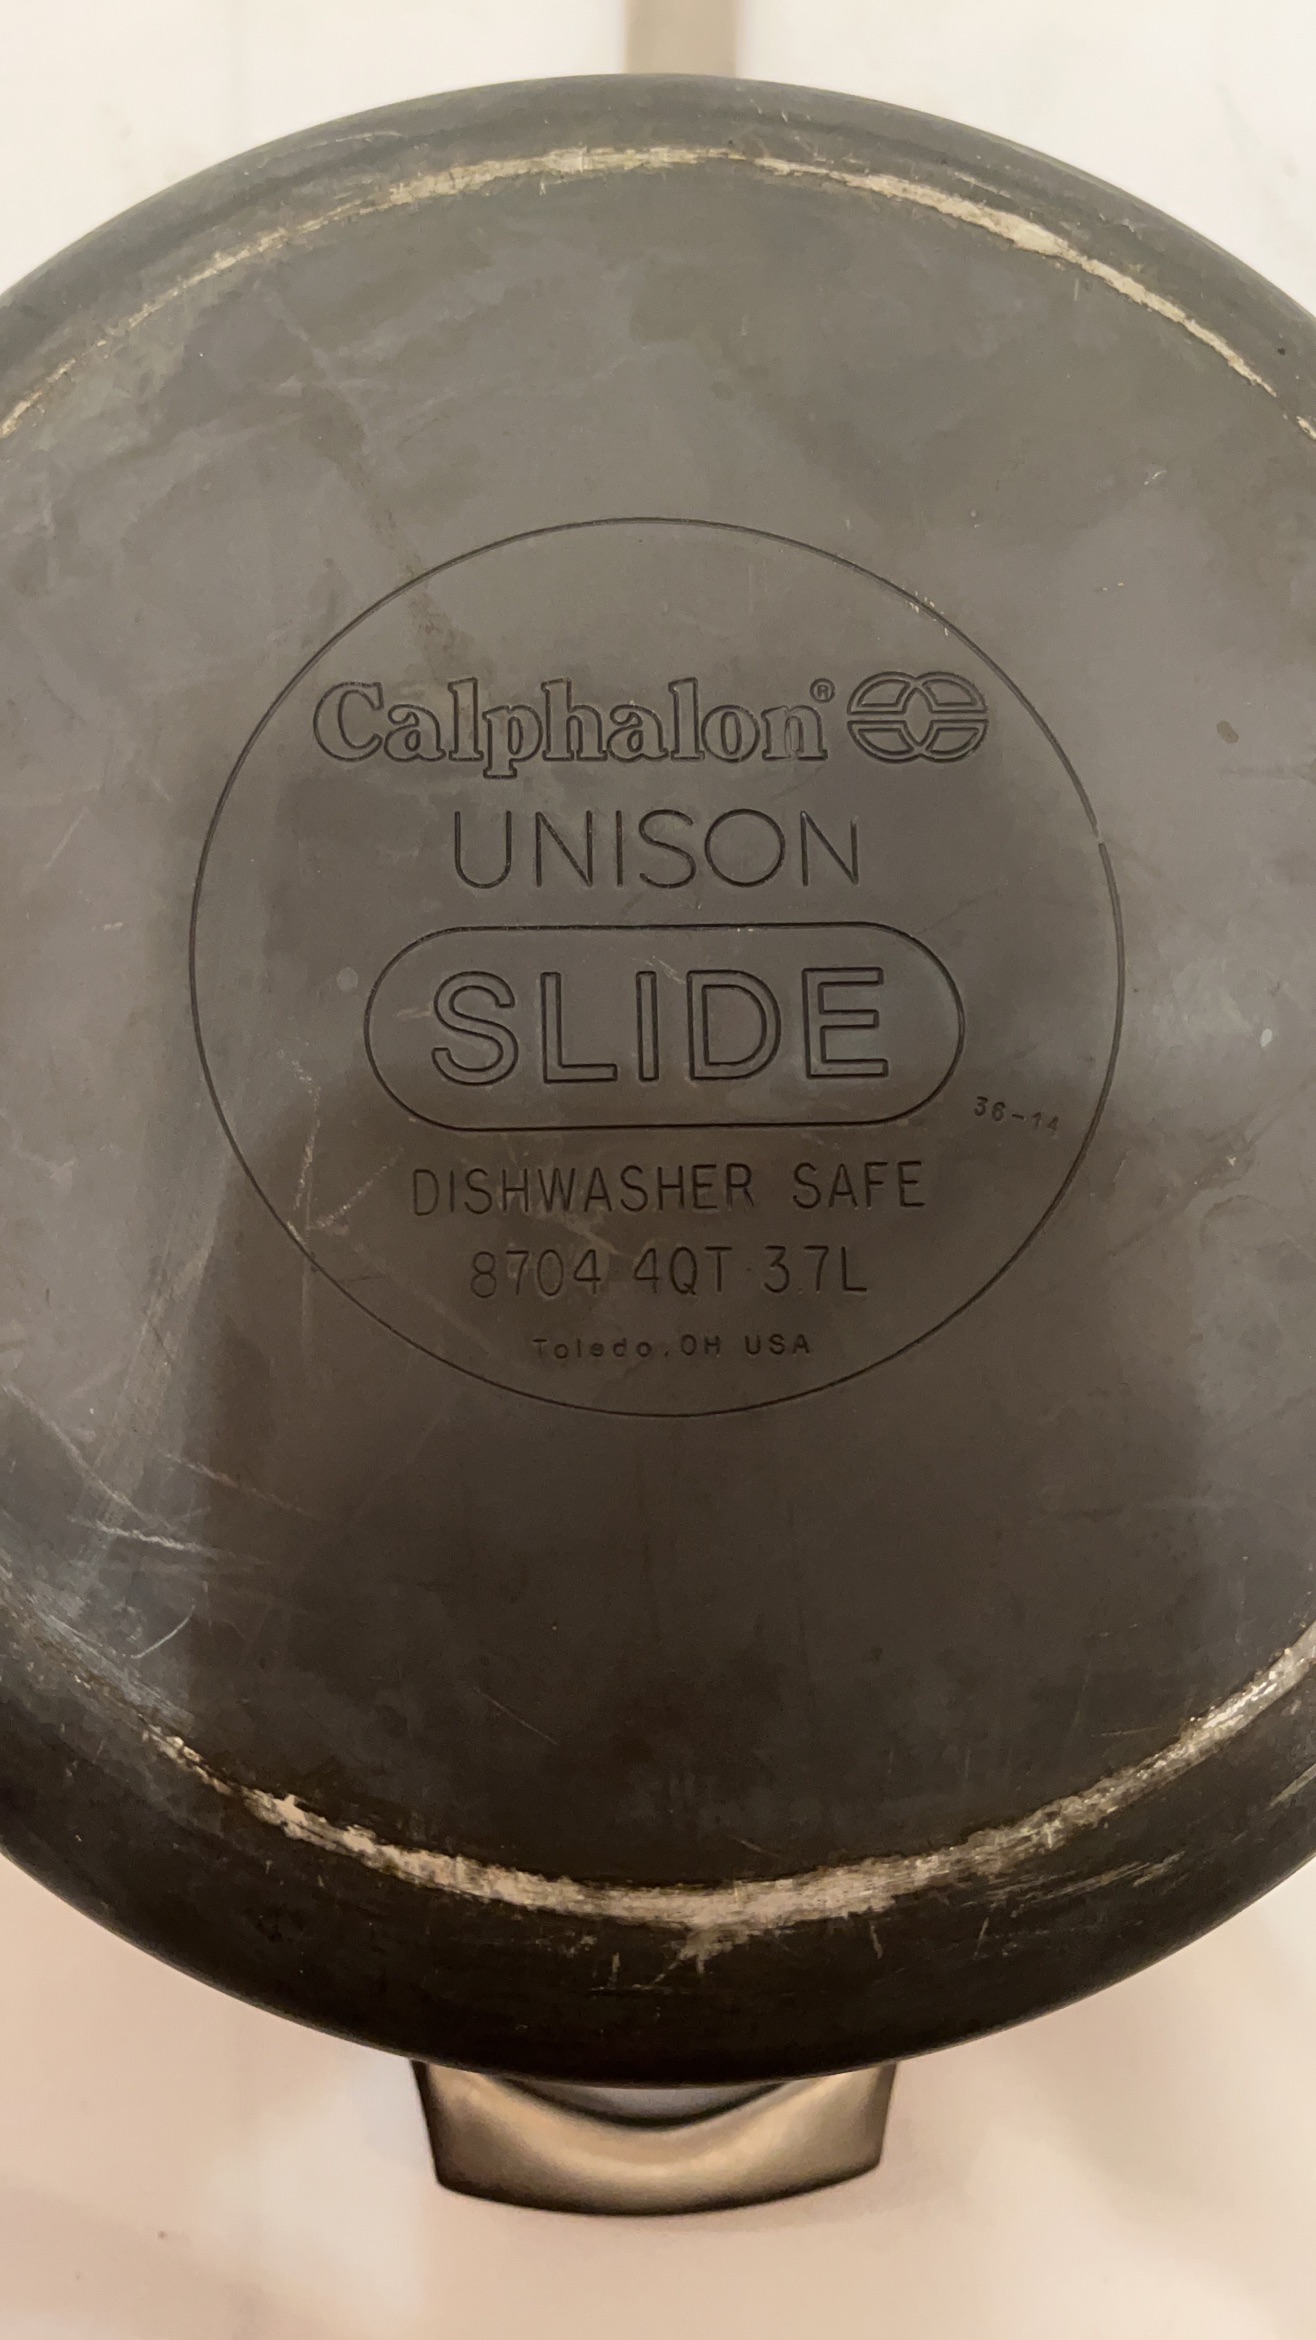 Calphalon®
UNISON
SLIDE
36-14
DISHWASHER SAFE
8704 4QT 3.7L
Toledo, OH USA